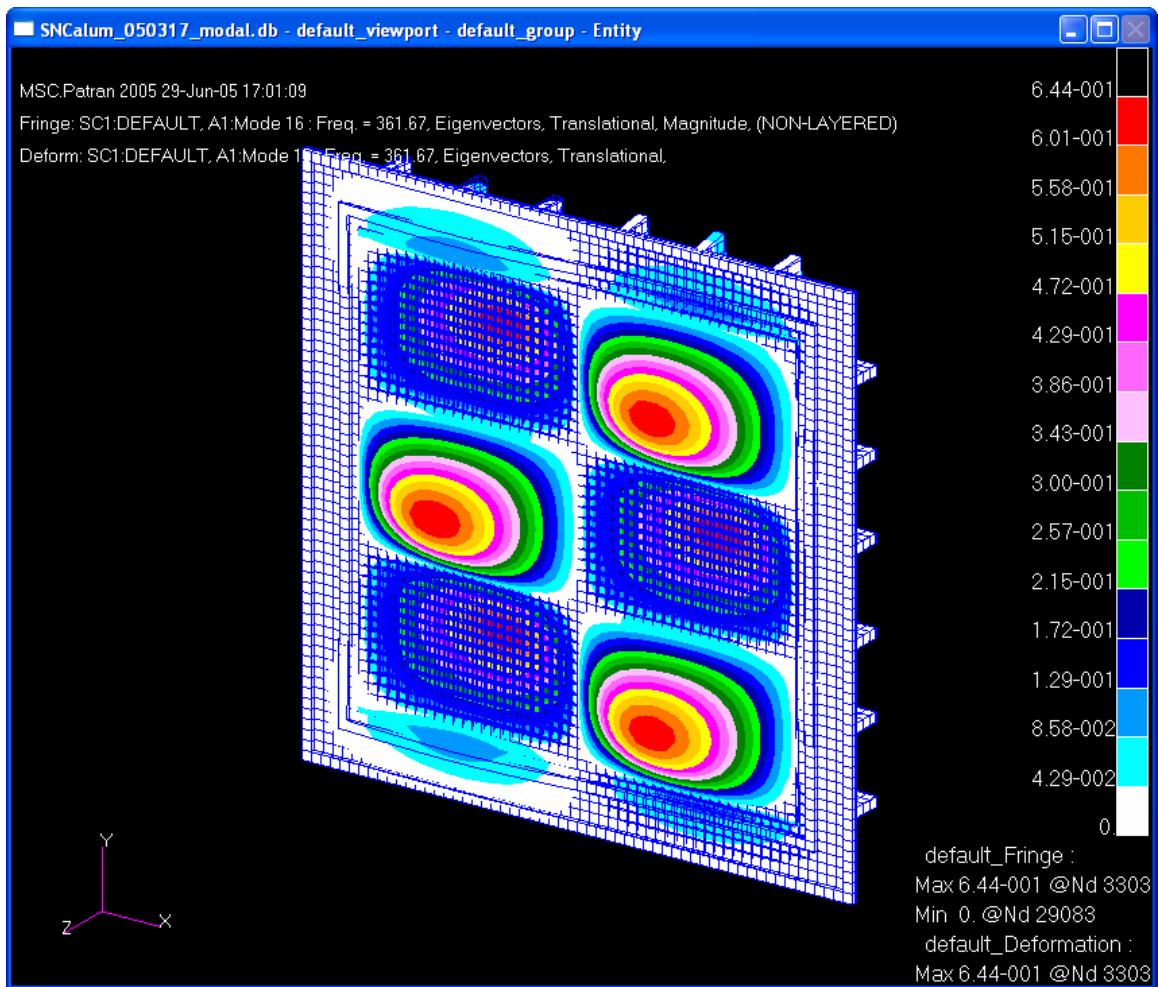 SNCalum_050317_modal.db - default_viewport - default_group - Entity
MSC.Patran 2005 29-Jun-05 17:01:09
Fringe: SC1:DEFAULT, A1:Mode 16 : Freq. = 361.67, Eigenvectors, Translational, Magnitude, (NON-LAYERED)
Deform: SC1:DEFAULT, A1:Mode 1 Freq. = 361.67, Eigenvectors, Translational,
6.44-001
6.01-001
5.58-001
5.15-001
4.72-001
4.29-001
3.86-001
3.43-001
3.00-001
2.57-001
2.15-001
1.72-001
1.29-001
8.58-002
4.29-002
0.
Y
Z
X
default_Fringe :
Max 6.44-001 @Nd 3303
Min 0. @Nd 29083
default_Deformation :
Max 6.44-001 @Nd 3303